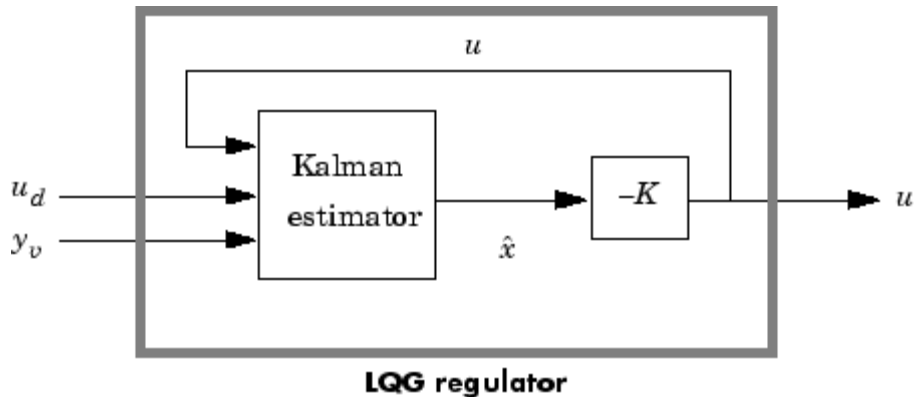 u
Kalman
estimator
u_d
y_v
–K
x̂
u
LQG regulator